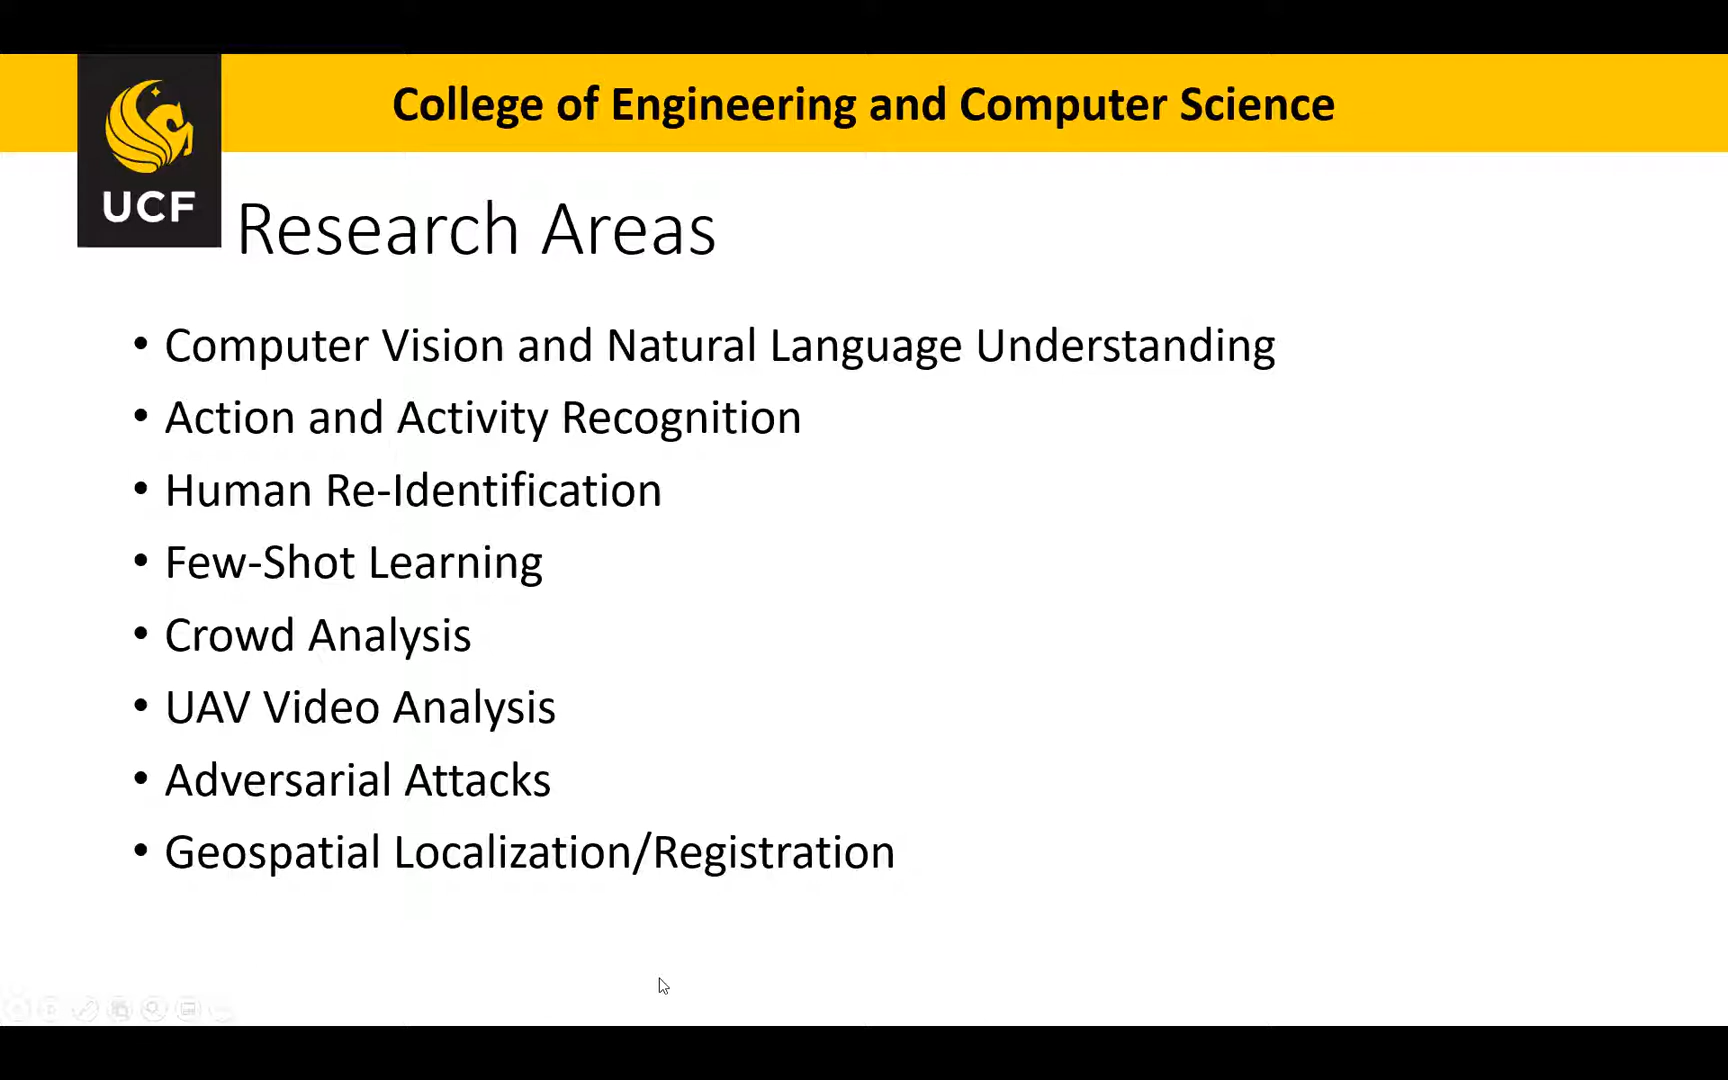 College of Engineering and Computer Science
UCF
Research Areas
• Computer Vision and Natural Language Understanding
• Action and Activity Recognition
• Human Re-Identification
• Few-Shot Learning
• Crowd Analysis
• UAV Video Analysis
• Adversarial Attacks
• Geospatial Localization/Registration